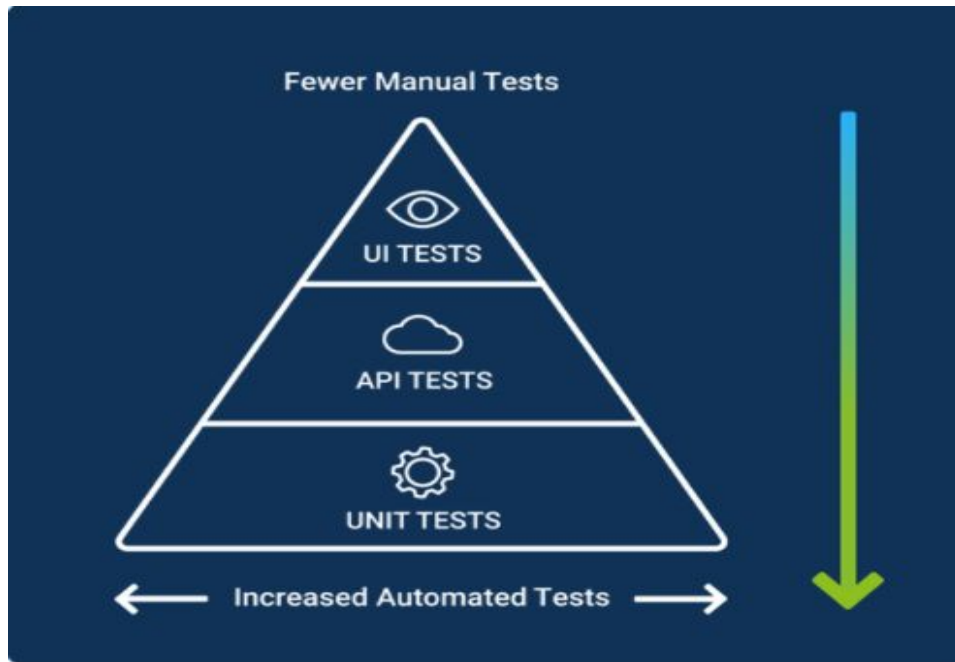 Fewer Manual Tests
UI TESTS
API TESTS
UNIT TESTS
Increased Automated Tests